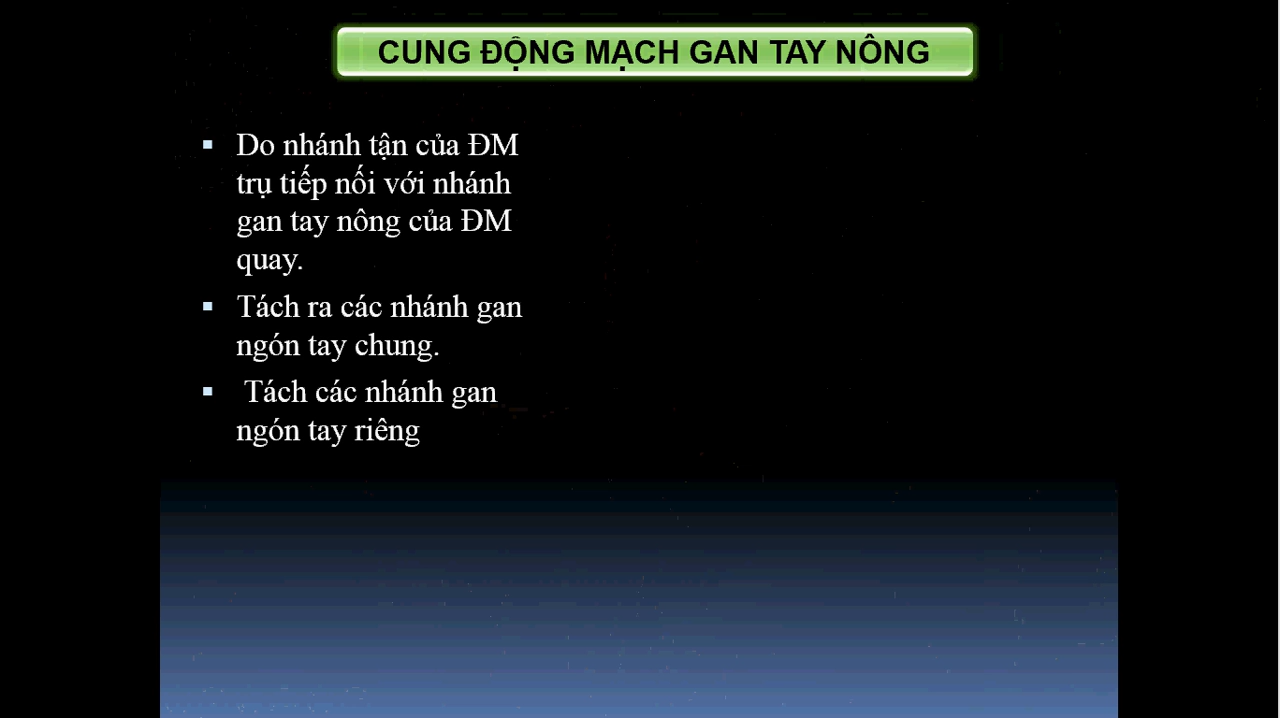 CUNG ĐỘNG MẠCH GAN TAY NÔNG
▪ Do nhánh tận của ĐM
trụ tiếp nối với nhánh
gan tay nông của ĐM
quay.
▪ Tách ra các nhánh gan
ngón tay chung.
▪ Tách các nhánh gan
ngón tay riêng